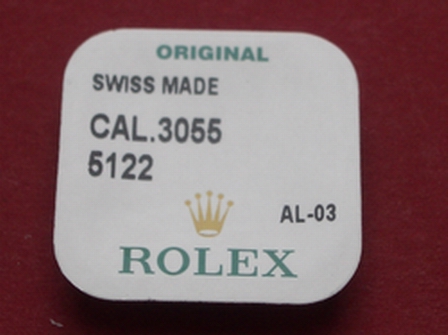 ORIGINAL
SWISS MADE
CAL.3055
5122
AL-03
ROLEX